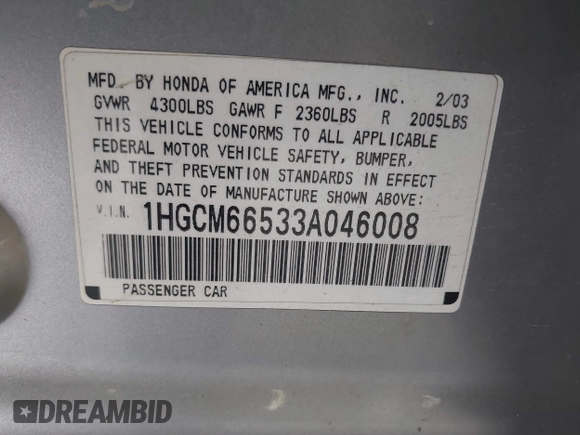 MFD. BY HONDA OF AMERICA MFG., INC. 2/03
GVWR 4300LBS GAWR F 2360LBS R 2005LBS
THIS VEHICLE CONFORMS TO ALL APPLICABLE
FEDERAL MOTOR VEHICLE SAFETY, BUMPER,
AND THEFT PREVENTION STANDARDS IN EFFECT
ON THE DATE OF MANUFACTURE SHOWN ABOVE:
V.I.N. 1HGCM66533A046008
PASSENGER CAR
DREAMBID